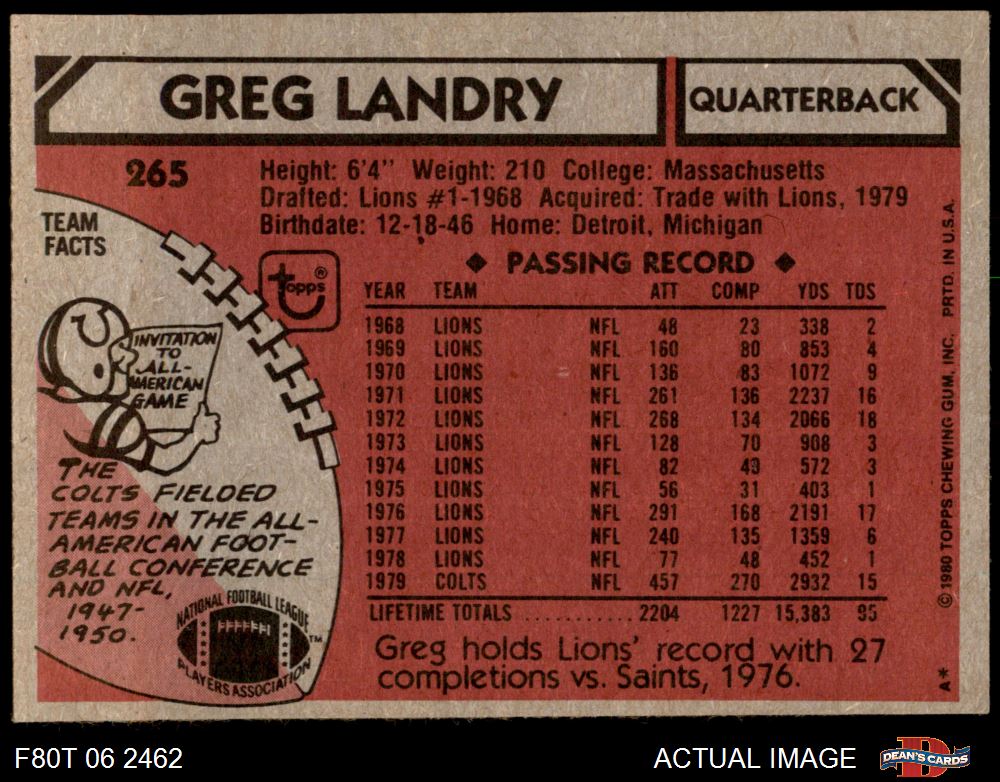 GREG LANDRY QUARTERBACK
265
Height: 6'4" Weight: 210 College: Massachusetts
Drafted: Lions #1-1968 Acquired: Trade with Lions, 1979
Birthdate: 12-18-46 Home: Detroit, Michigan
TEAM
FACTS
INVITATION
TO
ALL-
AMERICAN
GAME
THE
COLTS FIELDED
TEAMS IN THE ALL-
AMERICAN FOOT-
BALL CONFERENCE
AND NFL,
1947-
1950.
NATIONAL FOOTBALL LEAGUE
PLAYERS ASSOCIATION
TM
topps ®
◆ PASSING RECORD ◆
YEAR TEAM ATT COMP YDS TDS
1968 LIONS NFL 48 23 338 2
1969 LIONS NFL 160 80 853 4
1970 LIONS NFL 136 83 1072 9
1971 LIONS NFL 261 136 2237 16
1972 LIONS NFL 268 134 2066 18
1973 LIONS NFL 128 70 908 3
1974 LIONS NFL 82 43 572 3
1975 LIONS NFL 56 31 403 1
1976 LIONS NFL 291 168 2191 17
1977 LIONS NFL 240 135 1359 6
1978 LIONS NFL 77 48 452 1
1979 COLTS NFL 457 270 2932 15
LIFETIME TOTALS ........... 2204 1227 15,383 95
Greg holds Lions' record with 27
completions vs. Saints, 1976.
© 1980 TOPPS CHEWING GUM, INC. PRTD. IN U.S.A.
A*
F80T 06 2462 ACTUAL IMAGE
DEAN'S CARDS